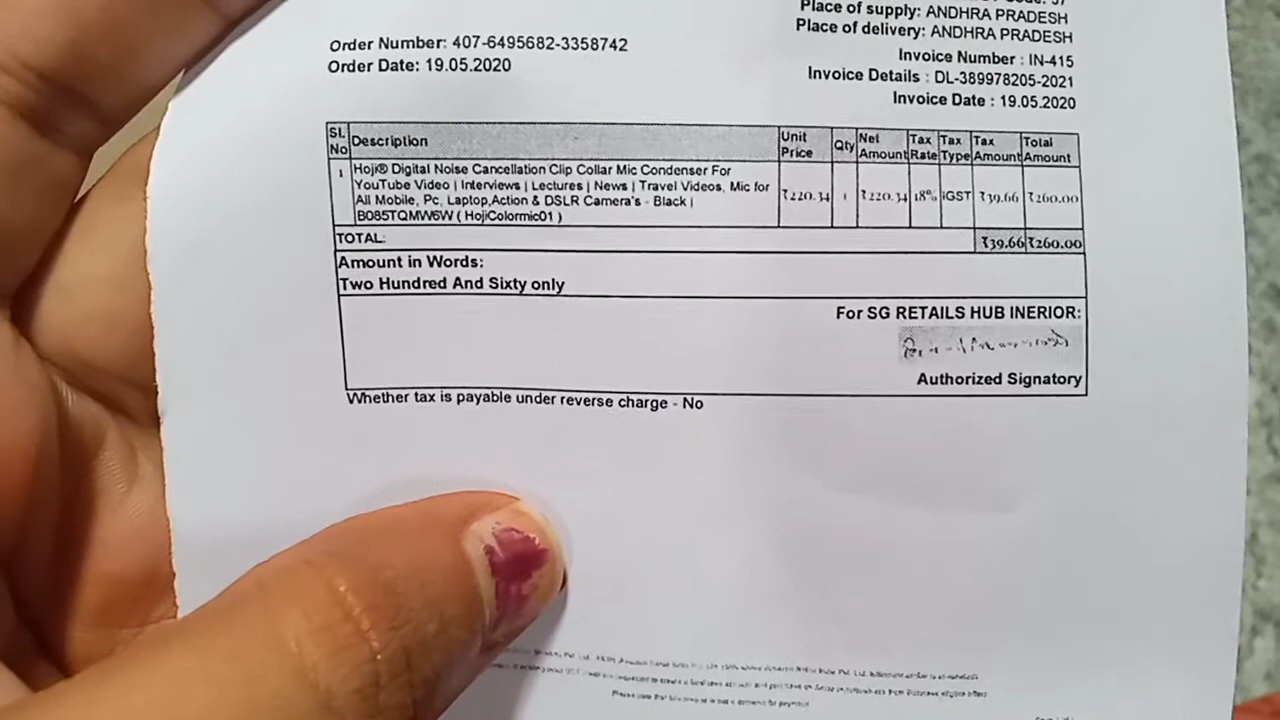 Place of supply: ANDHRA PRADESH
Place of delivery: ANDHRA PRADESH
Order Number: 407-6495682-3358742
Order Date: 19.05.2020
Invoice Number : IN-415
Invoice Details : DL-389978205-2021
Invoice Date : 19.05.2020
Sl. No Description Unit Price Qty Net Amount Tax Rate Tax Type Tax Amount Total Amount
1 Hoji® Digital Noise Cancellation Clip Collar Mic Condenser For
YouTube Video | Interviews | Lectures | News | Travel Videos, Mic for
All Mobile, Pc, Laptop,Action & DSLR Camera's - Black |
B085TQMW6W ( HojiColormic01 )
₹220.34 1 ₹220.34 18% IGST ₹39.66 ₹260.00
TOTAL: ₹39.66 ₹260.00
Amount in Words:
Two Hundred And Sixty only
For SG RETAILS HUB INERIOR:
Authorized Signatory
Whether tax is payable under reverse charge - No